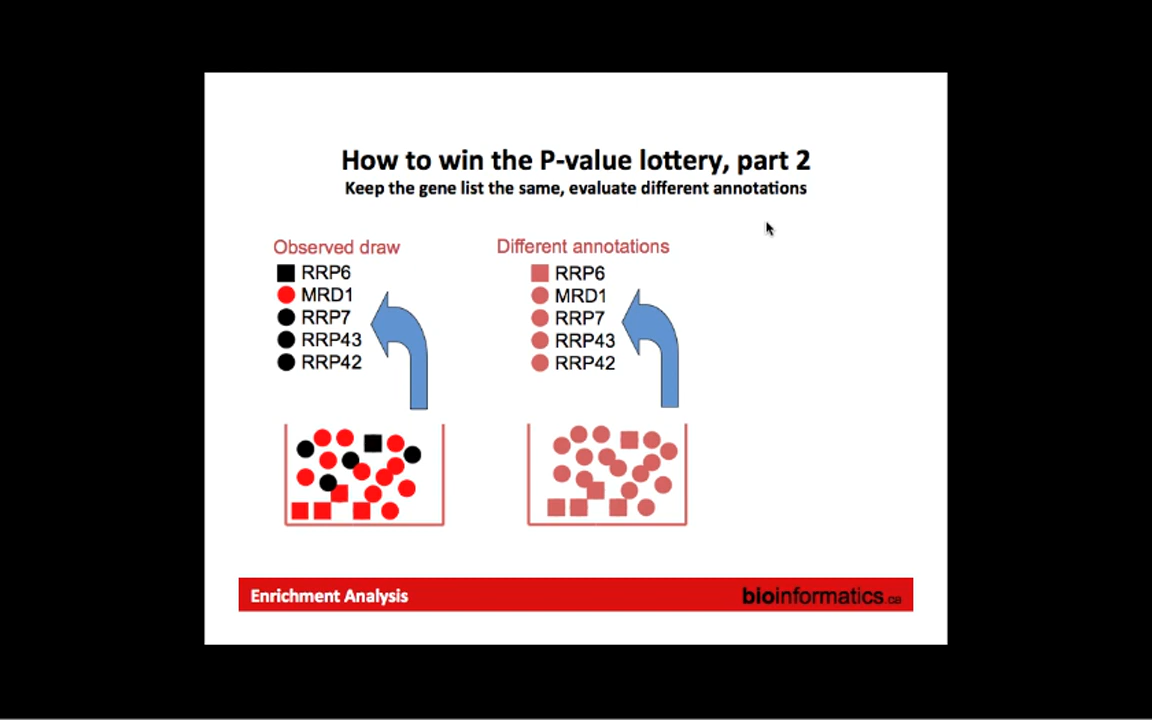 How to win the P-value lottery, part 2
Keep the gene list the same, evaluate different annotations
Observed draw
RRP6
MRD1
RRP7
RRP43
RRP42
Different annotations
RRP6
MRD1
RRP7
RRP43
RRP42
Enrichment Analysis
bioinformatics.ca